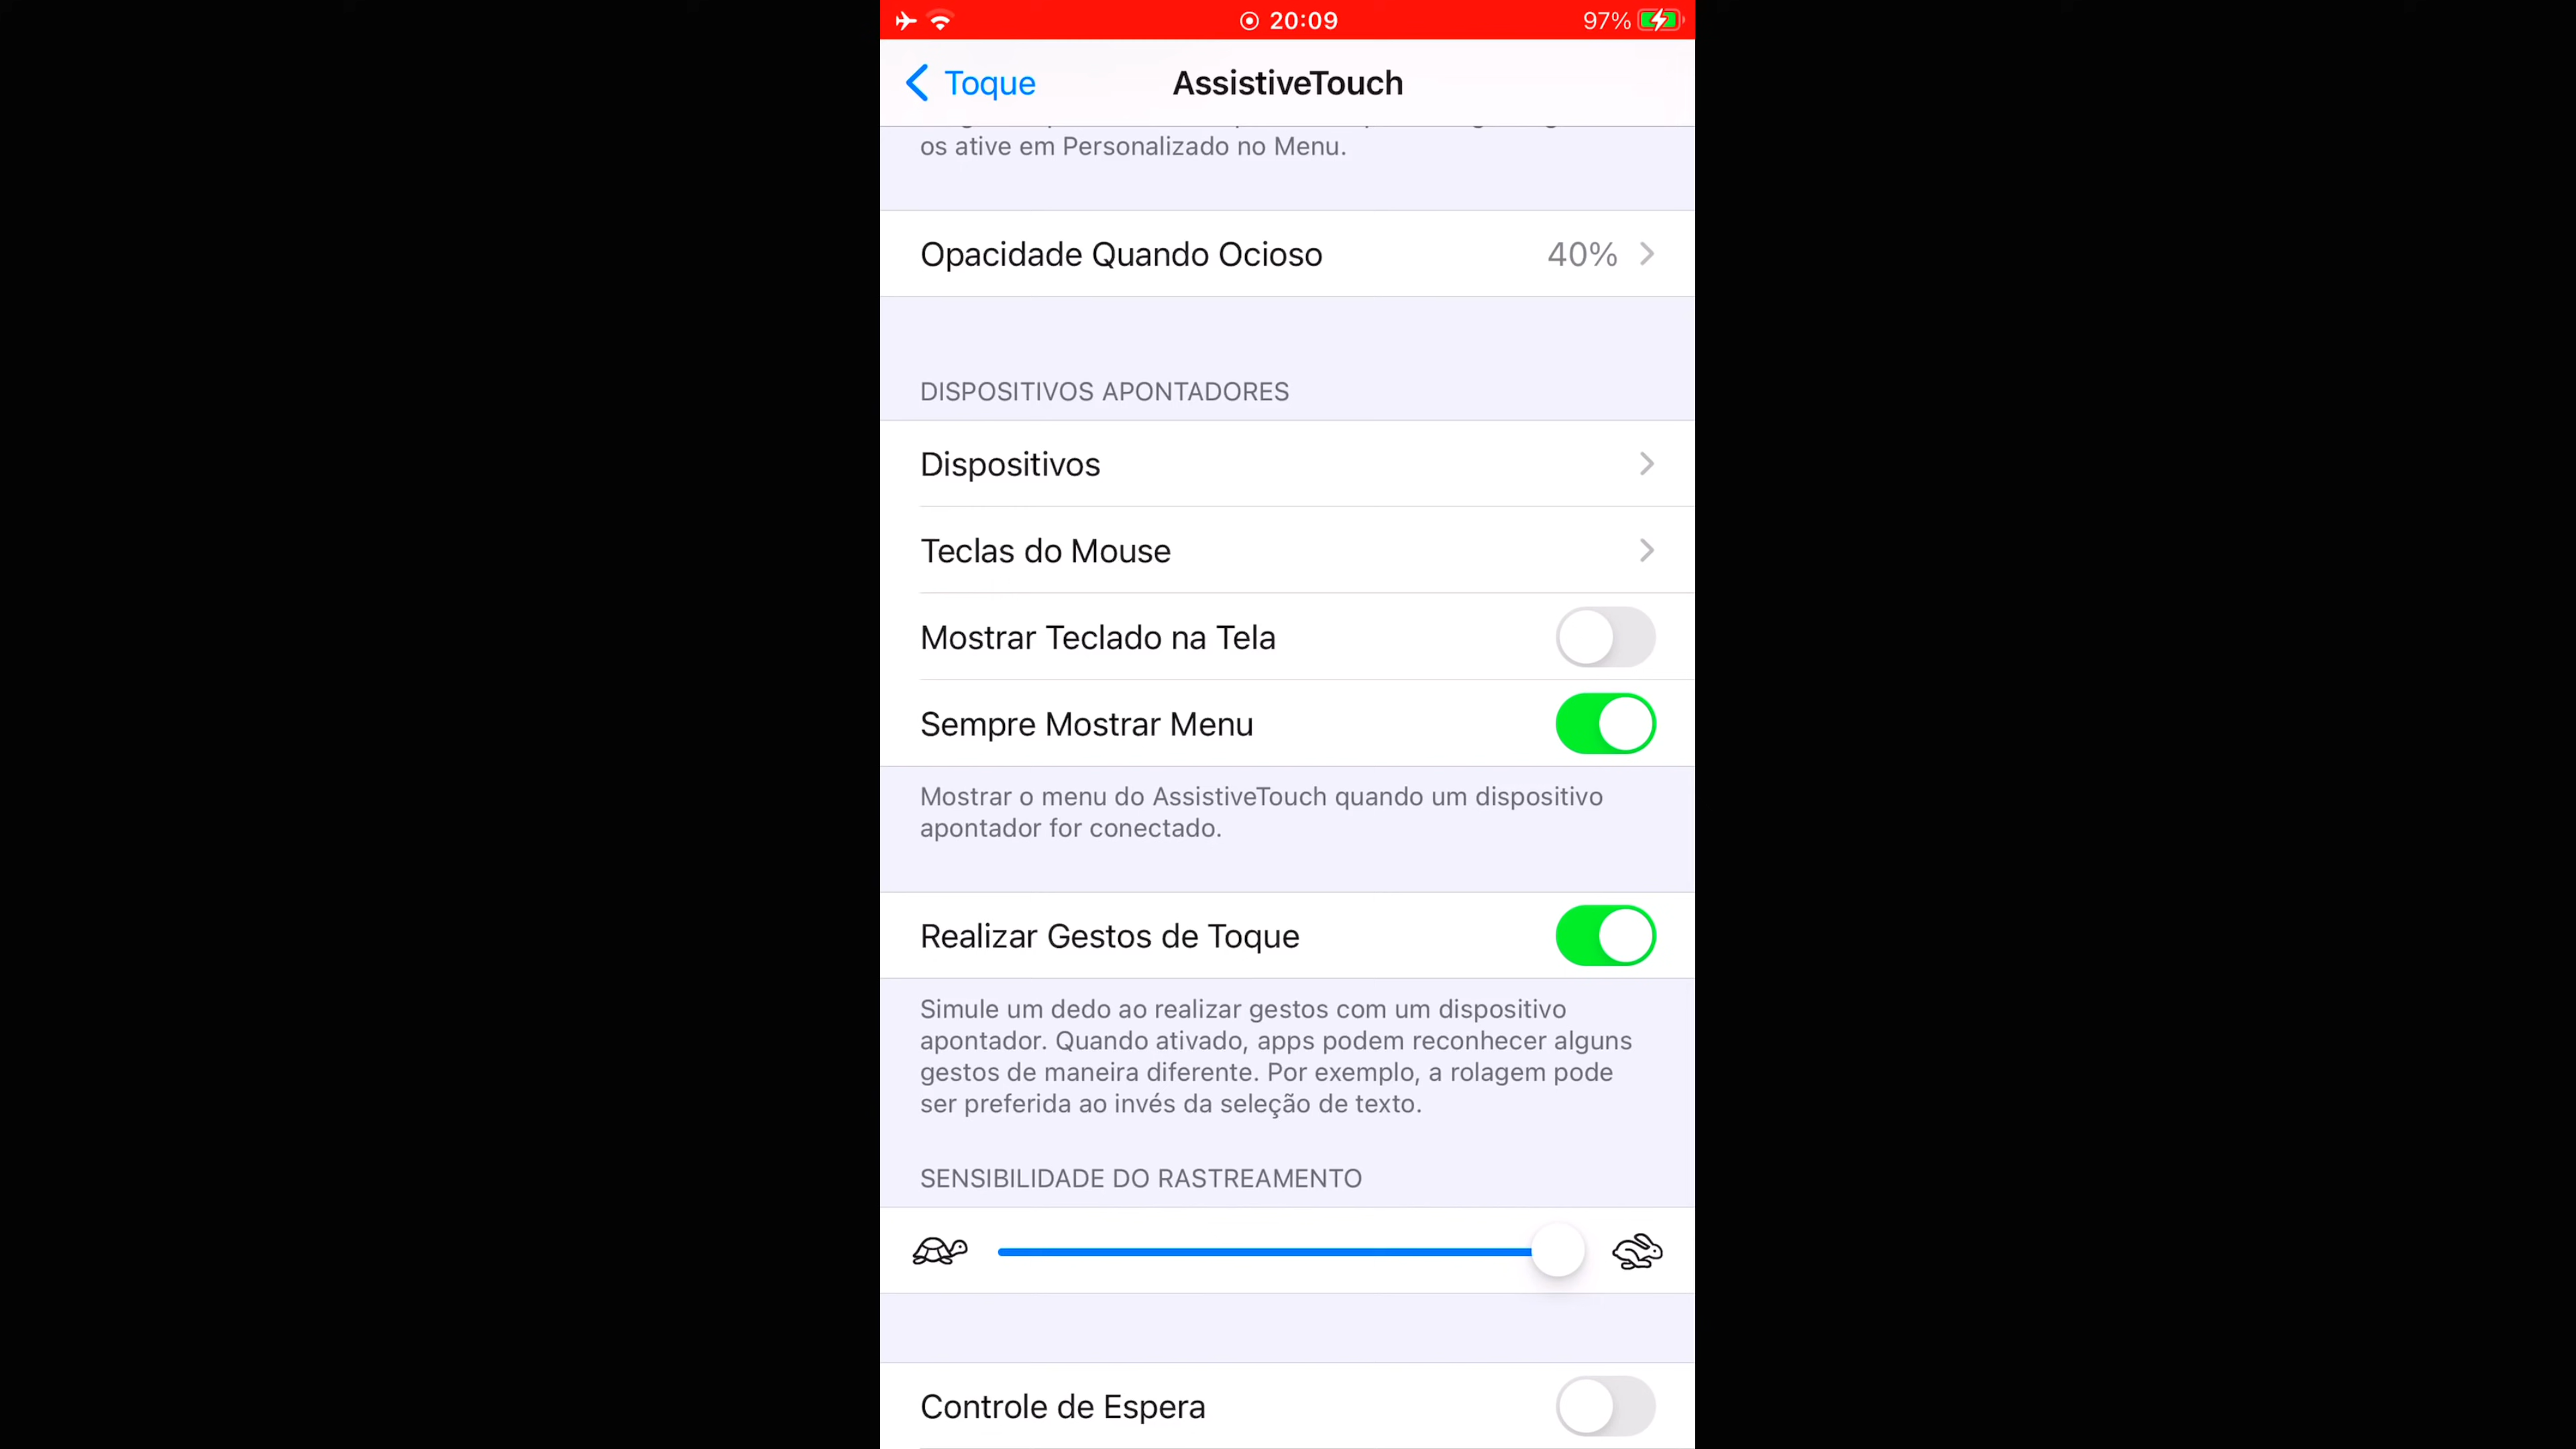 20:09
97%
Toque
AssistiveTouch
os ative em Personalizado no Menu.
Opacidade Quando Ocioso 40%
DISPOSITIVOS APONTADORES
Dispositivos
Teclas do Mouse
Mostrar Teclado na Tela
Sempre Mostrar Menu
Mostrar o menu do AssistiveTouch quando um dispositivo
apontador for conectado.
Realizar Gestos de Toque
Simule um dedo ao realizar gestos com um dispositivo
apontador. Quando ativado, apps podem reconhecer alguns
gestos de maneira diferente. Por exemplo, a rolagem pode
ser preferida ao invés da seleção de texto.
SENSIBILIDADE DO RASTREAMENTO
Controle de Espera